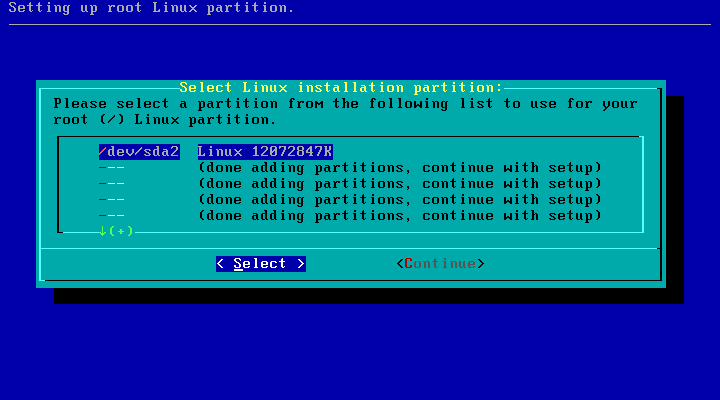 Setting up root Linux partition.
Select Linux installation partition:
Please select a partition from the following list to use for your
root (/) Linux partition.
/dev/sda2  Linux 12072847K
---  (done adding partitions, continue with setup)
---  (done adding partitions, continue with setup)
---  (done adding partitions, continue with setup)
---  (done adding partitions, continue with setup)
↓(+)
< Select >  <Continue>